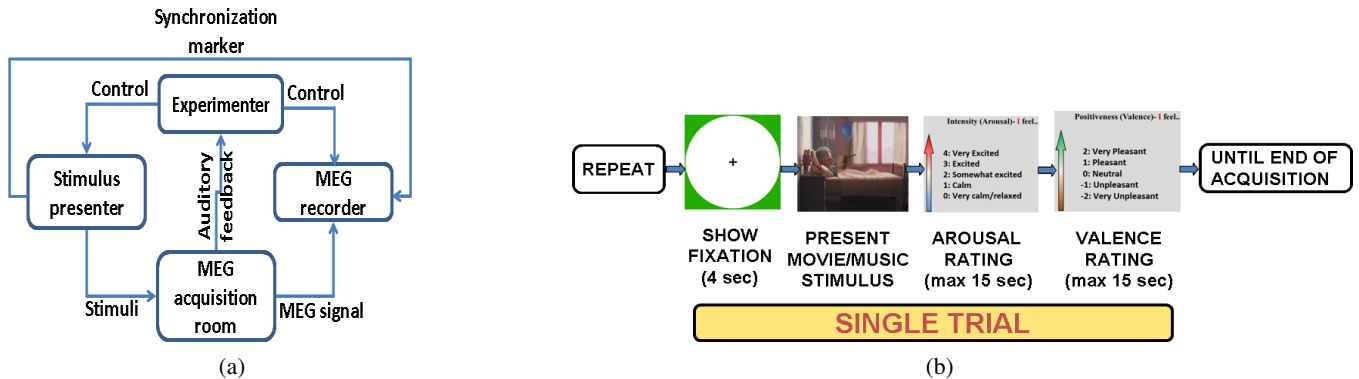 Synchronization
marker
Control
Experimenter
Control
Stimulus
presenter
Auditory
feedback
MEG
recorder
MEG
acquisition
room
Stimuli
MEG signal
(a)
REPEAT
+
Intensity (Arousal)- I feel..
4: Very Excited
3: Excited
2: Somewhat excited
1: Calm
0: Very calm/relaxed
Positiveness (Valence)- I feel..
2: Very Pleasant
1: Pleasant
0: Neutral
-1: Unpleasant
-2: Very Unpleasant
UNTIL END OF
ACQUISITION
SHOW
FIXATION
(4 sec)
PRESENT
MOVIE/MUSIC
STIMULUS
AROUSAL
RATING
(max 15 sec)
VALENCE
RATING
(max 15 sec)
SINGLE TRIAL
(b)